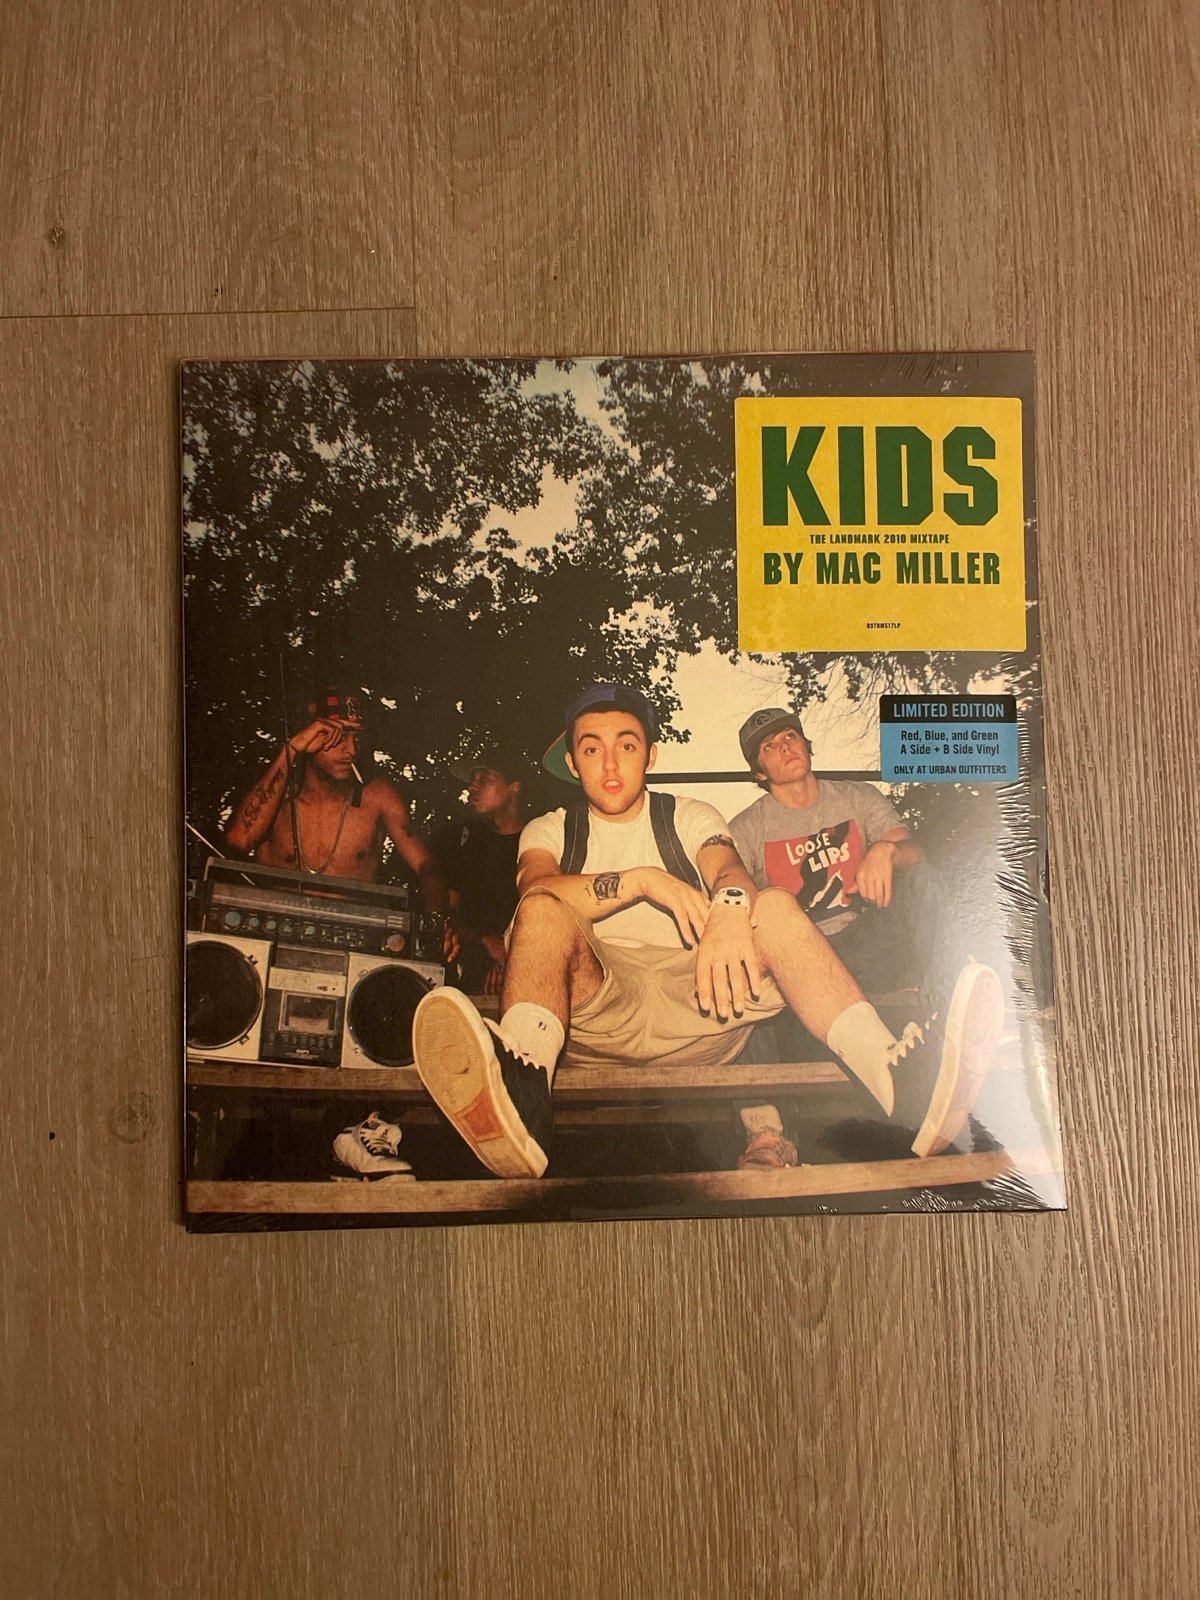 KIDS
THE LANDMARK 2010 MIXTAPE
BY MAC MILLER
RSTRM517LP
LIMITED EDITION
Red, Blue, and Green
A Side + B Side Vinyl
ONLY AT URBAN OUTFITTERS
LOOSE
LIPS